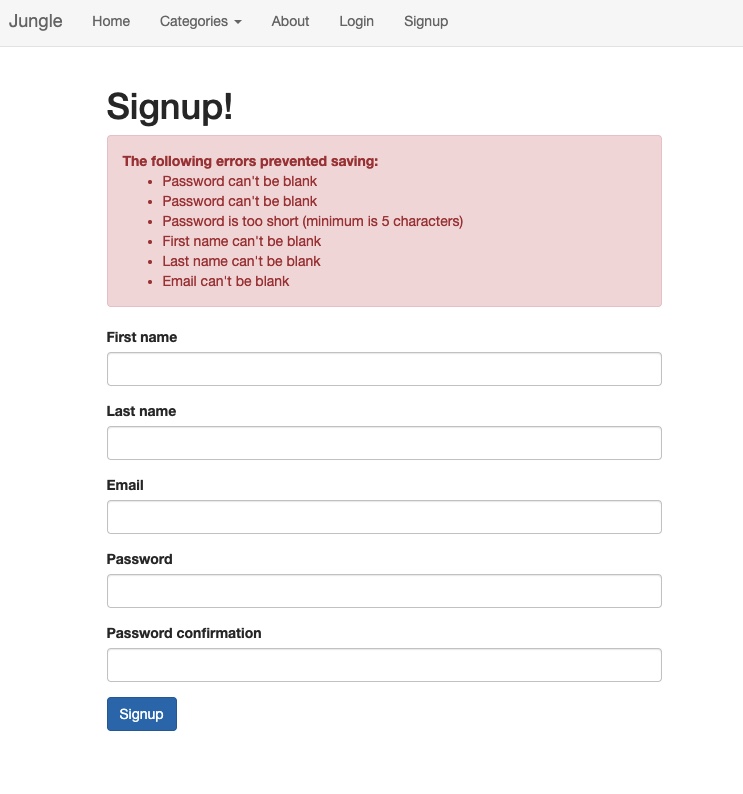 Jungle Home Categories About Login Signup
Signup!
The following errors prevented saving:
Password can't be blank
Password can't be blank
Password is too short (minimum is 5 characters)
First name can't be blank
Last name can't be blank
Email can't be blank
First name
Last name
Email
Password
Password confirmation
Signup